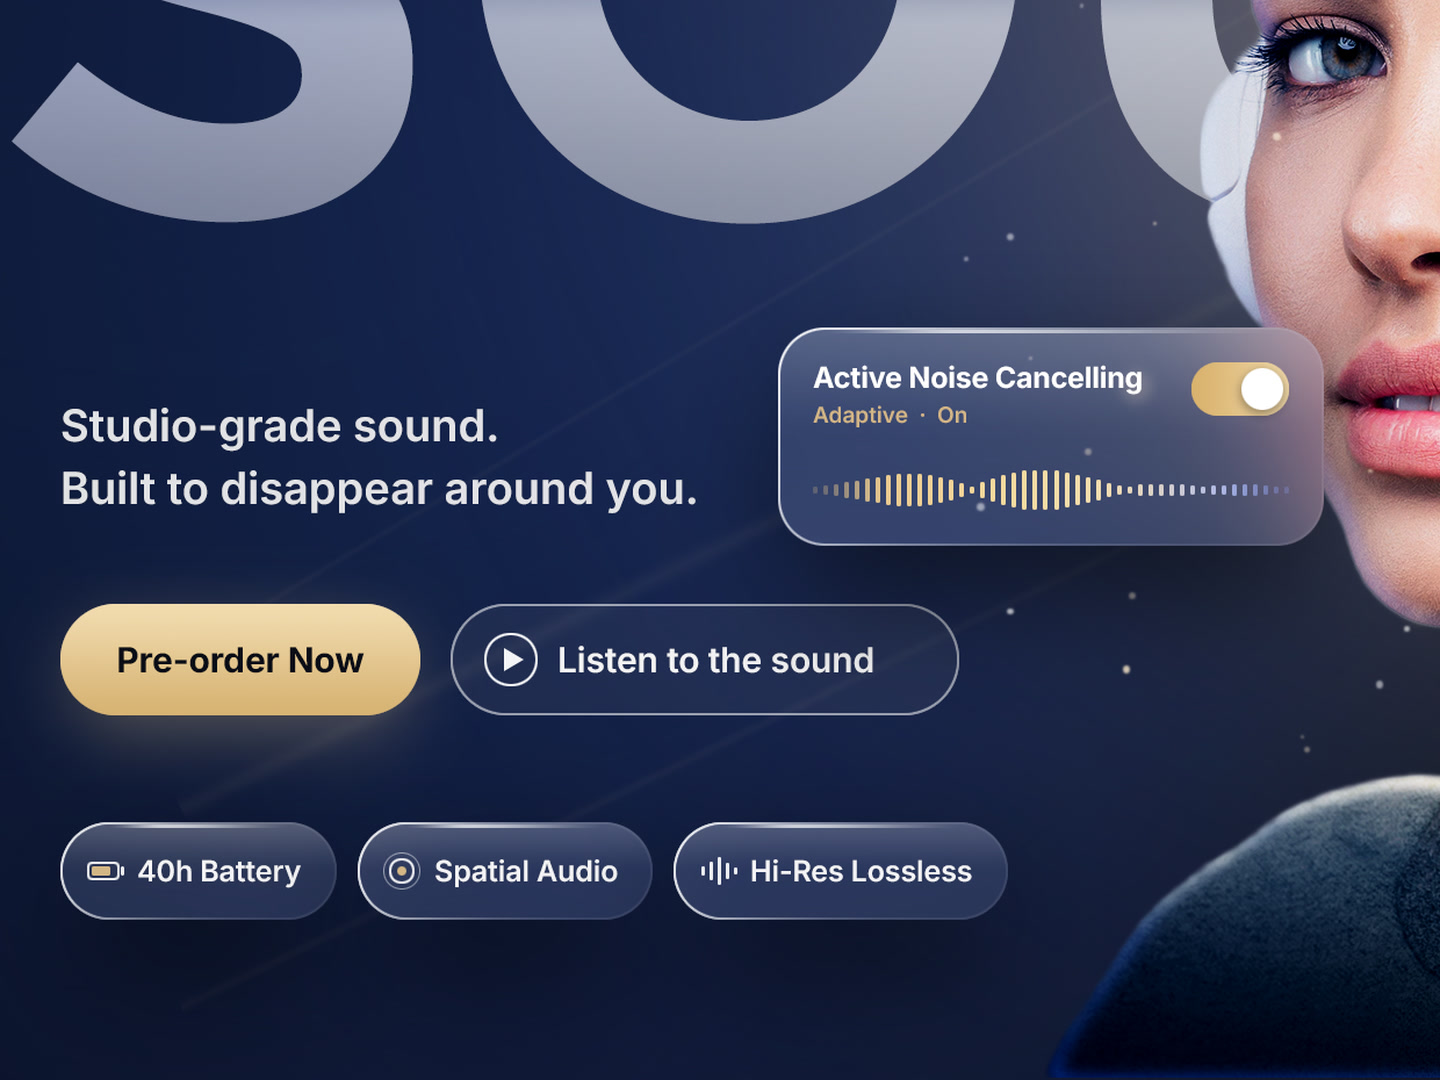 SO
Active Noise Cancelling
Adaptive · On
Studio-grade sound.
Built to disappear around you.
Pre-order Now
Listen to the sound
40h Battery
Spatial Audio
Hi-Res Lossless